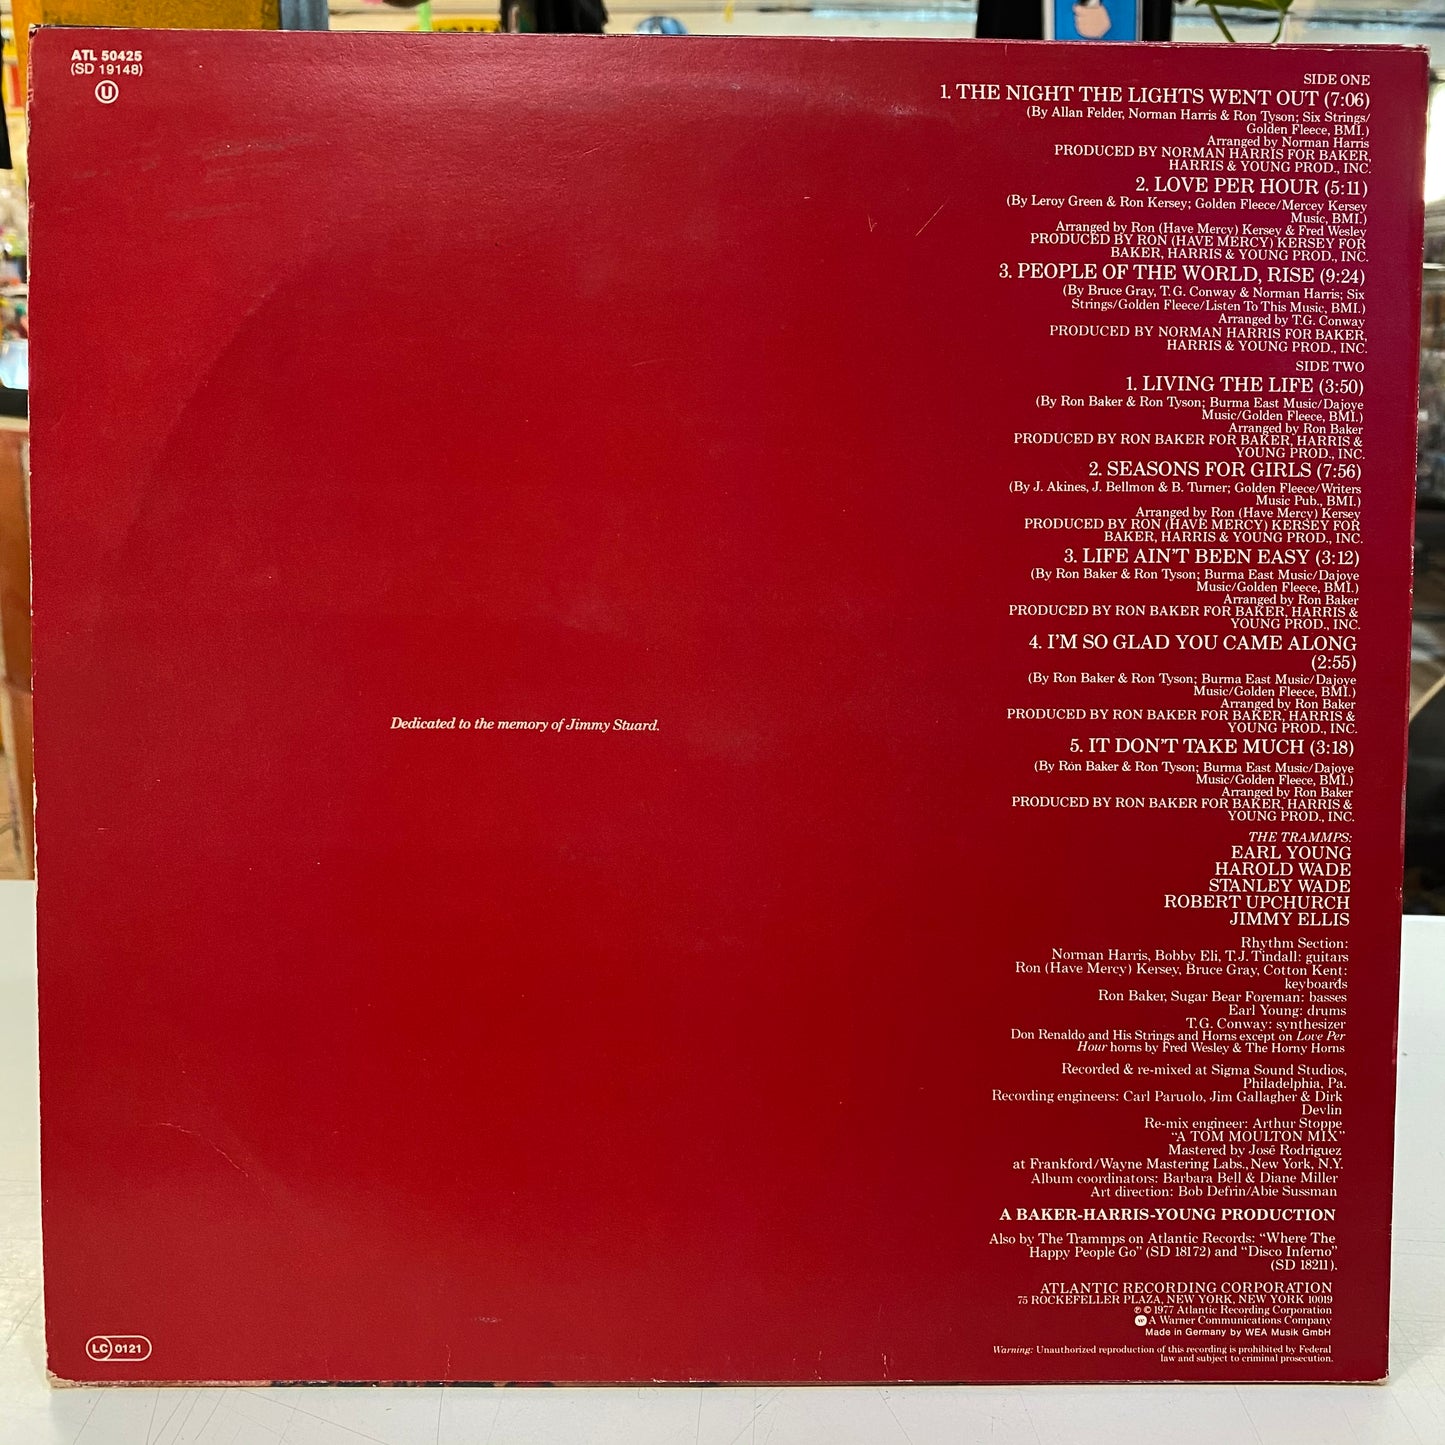 ATL 50425
(SD 19148)
U
SIDE ONE
1. THE NIGHT THE LIGHTS WENT OUT (7:06)
(By Allan Felder, Norman Harris & Ron Tyson; Six Strings/
Golden Fleece, BMI.)
Arranged by Norman Harris
PRODUCED BY NORMAN HARRIS FOR BAKER,
HARRIS & YOUNG PROD., INC.
2. LOVE PER HOUR (5:11)
(By Leroy Green & Ron Kersey; Golden Fleece/Mercey Kersey
Music, BMI.)
Arranged by Ron (Have Mercy) Kersey & Fred Wesley
PRODUCED BY RON (HAVE MERCY) KERSEY FOR
BAKER, HARRIS & YOUNG PROD., INC.
3. PEOPLE OF THE WORLD, RISE (9:24)
(By Bruce Gray, T.G. Conway & Norman Harris; Six
Strings/Golden Fleece/Listen To This Music, BMI.)
Arranged by T.G. Conway
PRODUCED BY NORMAN HARRIS FOR BAKER,
HARRIS & YOUNG PROD., INC.
SIDE TWO
1. LIVING THE LIFE (3:50)
(By Ron Baker & Ron Tyson; Burma East Music/Dajoye
Music/Golden Fleece, BMI.)
Arranged by Ron Baker
PRODUCED BY RON BAKER FOR BAKER, HARRIS &
YOUNG PROD., INC.
2. SEASONS FOR GIRLS (7:56)
(By J. Akines, J. Bellmon & B. Turner; Golden Fleece/Writers
Music Pub., BMI.)
Arranged by Ron (Have Mercy) Kersey
PRODUCED BY RON (HAVE MERCY) KERSEY FOR
BAKER, HARRIS & YOUNG PROD., INC.
3. LIFE AIN'T BEEN EASY (3:12)
(By Ron Baker & Ron Tyson; Burma East Music/Dajoye
Music/Golden Fleece, BMI.)
Arranged by Ron Baker
PRODUCED BY RON BAKER FOR BAKER, HARRIS &
YOUNG PROD., INC.
4. I'M SO GLAD YOU CAME ALONG
(2:55)
(By Ron Baker & Ron Tyson; Burma East Music/Dajoye
Music/Golden Fleece, BMI.)
Arranged by Ron Baker
PRODUCED BY RON BAKER FOR BAKER, HARRIS &
YOUNG PROD., INC.
Dedicated to the memory of Jimmy Stuard.
5. IT DON'T TAKE MUCH (3:18)
(By Ron Baker & Ron Tyson; Burma East Music/Dajoye
Music/Golden Fleece, BMI.)
Arranged by Ron Baker
PRODUCED BY RON BAKER FOR BAKER, HARRIS &
YOUNG PROD., INC.
THE TRAMMPS:
EARL YOUNG
HAROLD WADE
STANLEY WADE
ROBERT UPCHURCH
JIMMY ELLIS
Rhythm Section:
Norman Harris, Bobby Eli, T.J. Tindall: guitars
Ron (Have Mercy) Kersey, Bruce Gray, Cotton Kent:
keyboards
Ron Baker, Sugar Bear Foreman: basses
Earl Young: drums
T.G. Conway: synthesizer
Don Renaldo and His Strings and Horns except on Love Per
Hour horns by Fred Wesley & The Horny Horns
Recorded & re-mixed at Sigma Sound Studios,
Philadelphia, Pa.
Recording engineers: Carl Paruolo, Jim Gallagher & Dirk
Devlin
Re-mix engineer: Arthur Stoppe
"A TOM MOULTON MIX"
Mastered by José Rodriguez
at Frankford/Wayne Mastering Labs., New York, N.Y.
Album coordinators: Barbara Bell & Diane Miller
Art direction: Bob Defrin/Abie Sussman
A BAKER-HARRIS-YOUNG PRODUCTION
Also by The Trammps on Atlantic Records: "Where The
Happy People Go" (SD 18172) and "Disco Inferno"
(SD 18211).
ATLANTIC RECORDING CORPORATION
75 ROCKEFELLER PLAZA, NEW YORK, NEW YORK 10019
℗ © 1977 Atlantic Recording Corporation
A Warner Communications Company
Made in Germany by WEA Musik GmbH
Warning: Unauthorized reproduction of this recording is prohibited by Federal
law and subject to criminal prosecution.
LC 0121